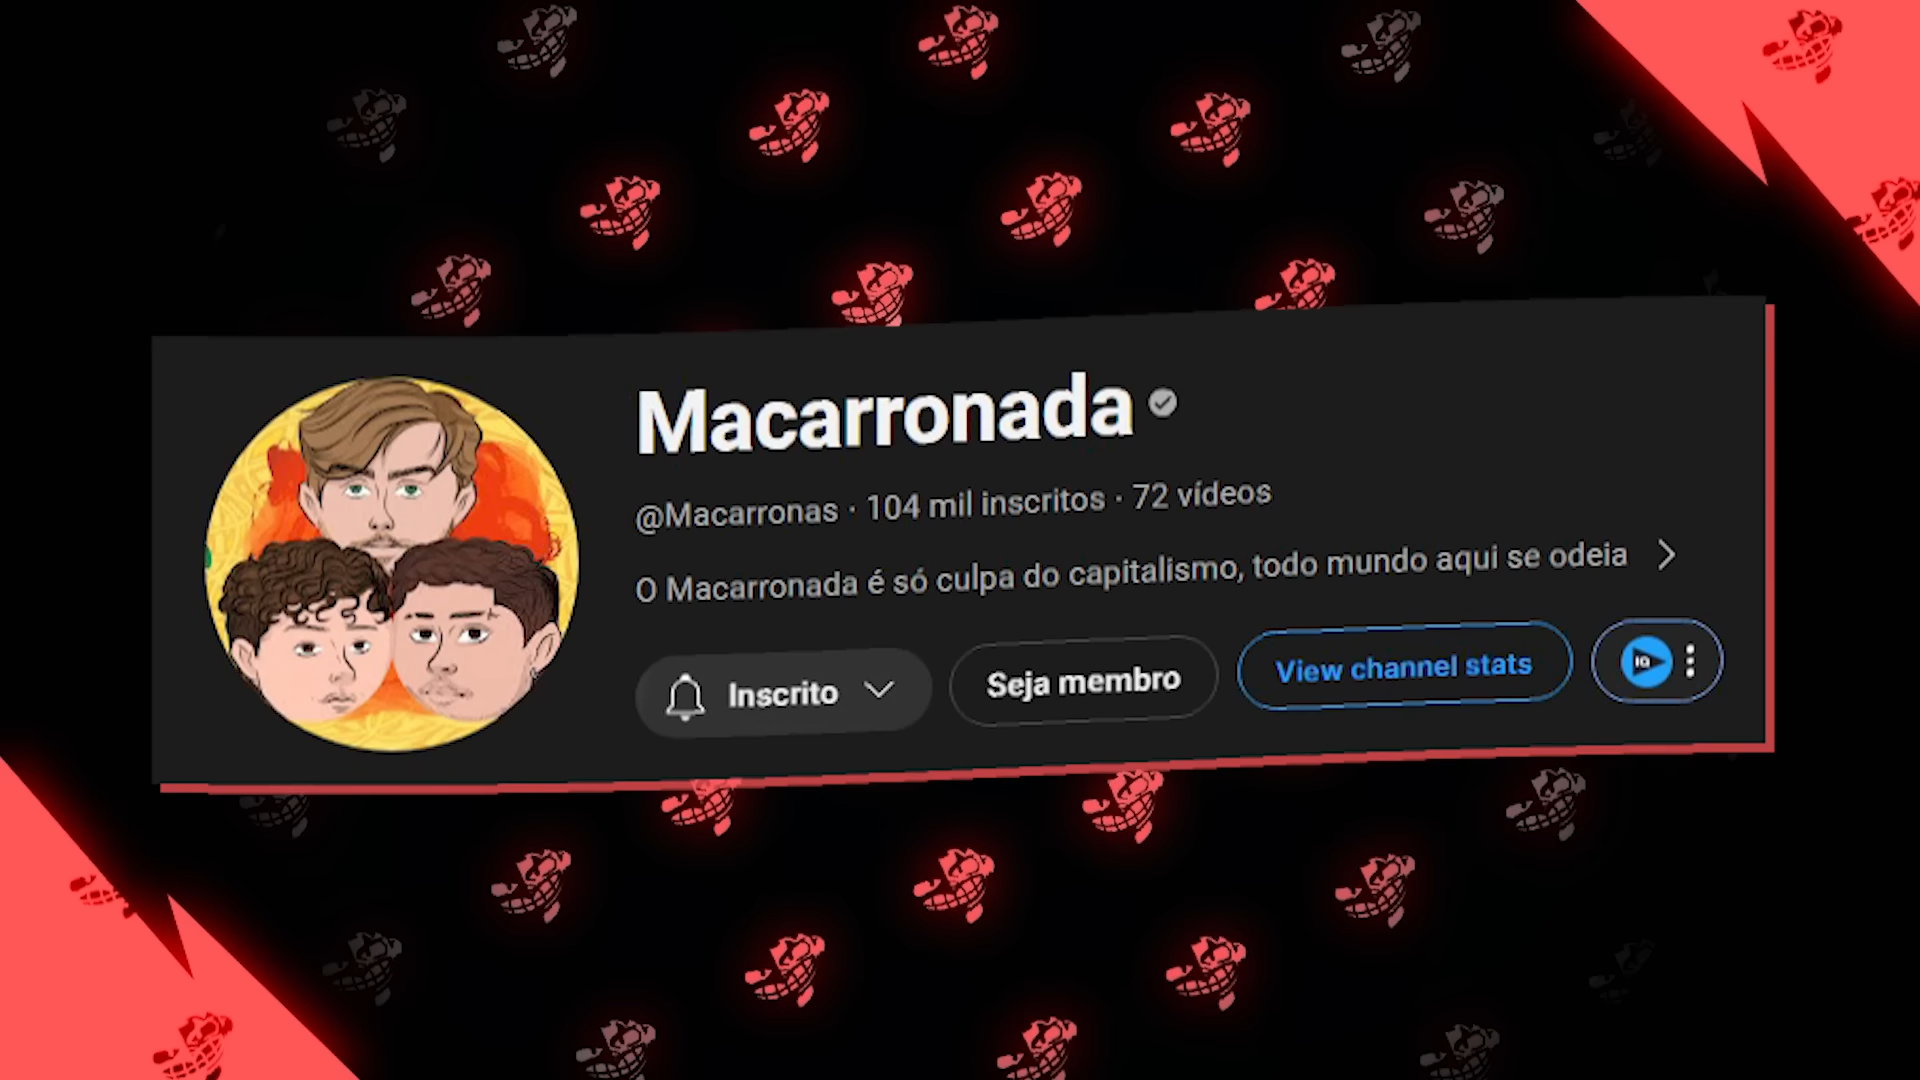 Macarronada
@Macarronas · 104 mil inscritos · 72 vídeos
O Macarronada é só culpa do capitalismo, todo mundo aqui se odeia
Inscrito
Seja membro
View channel stats
IQ